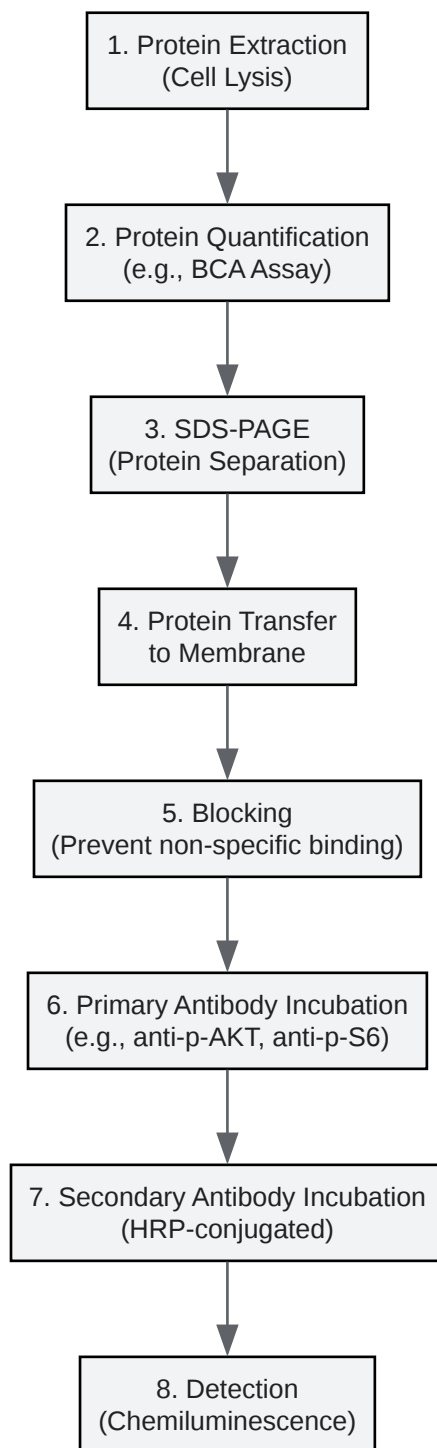 1. Protein Extraction
(Cell Lysis)
2. Protein Quantification
(e.g., BCA Assay)
3. SDS-PAGE
(Protein Separation)
4. Protein Transfer
to Membrane
5. Blocking
(Prevent non-specific binding)
6. Primary Antibody Incubation
(e.g., anti-p-AKT, anti-p-S6)
7. Secondary Antibody Incubation
(HRP-conjugated)
8. Detection
(Chemiluminescence)